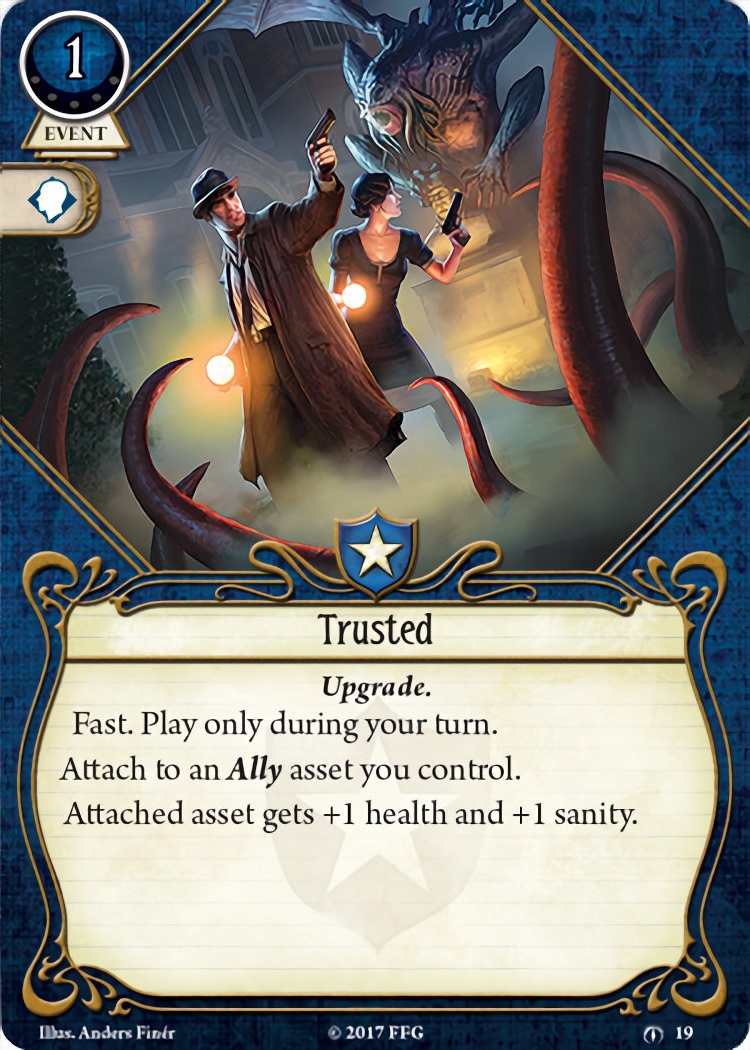 1
EVENT
Trusted
Upgrade.
Fast. Play only during your turn.
Attach to an Ally asset you control.
Attached asset gets +1 health and +1 sanity.
Illus. Anders Finér
© 2017 FFG
19